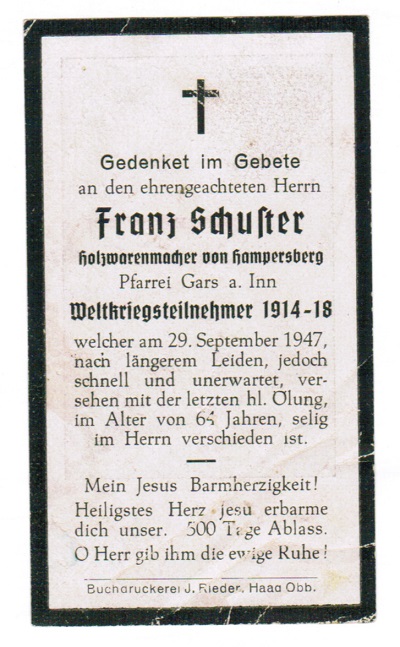 Gedenket im Gebete
an den ehrengeachteten Herrn
Franz Schuster
Holzwarenmacher von Hampersberg
Pfarrei Gars a. Inn
Weltkriegsteilnehmer 1914-18
welcher am 29. September 1947,
nach längerem Leiden, jedoch
schnell und unerwartet, ver-
sehen mit der letzten hl. Ölung,
im Alter von 64 Jahren, selig
im Herrn verschieden ist.
Mein Jesus Barmherzigkeit!
Heiligstes Herz jesu erbarme
dich unser. 500 Tage Ablass.
O Herr gib ihm die ewige Ruhe!
Buchdruckerei J. Rieder, Haag Obb.